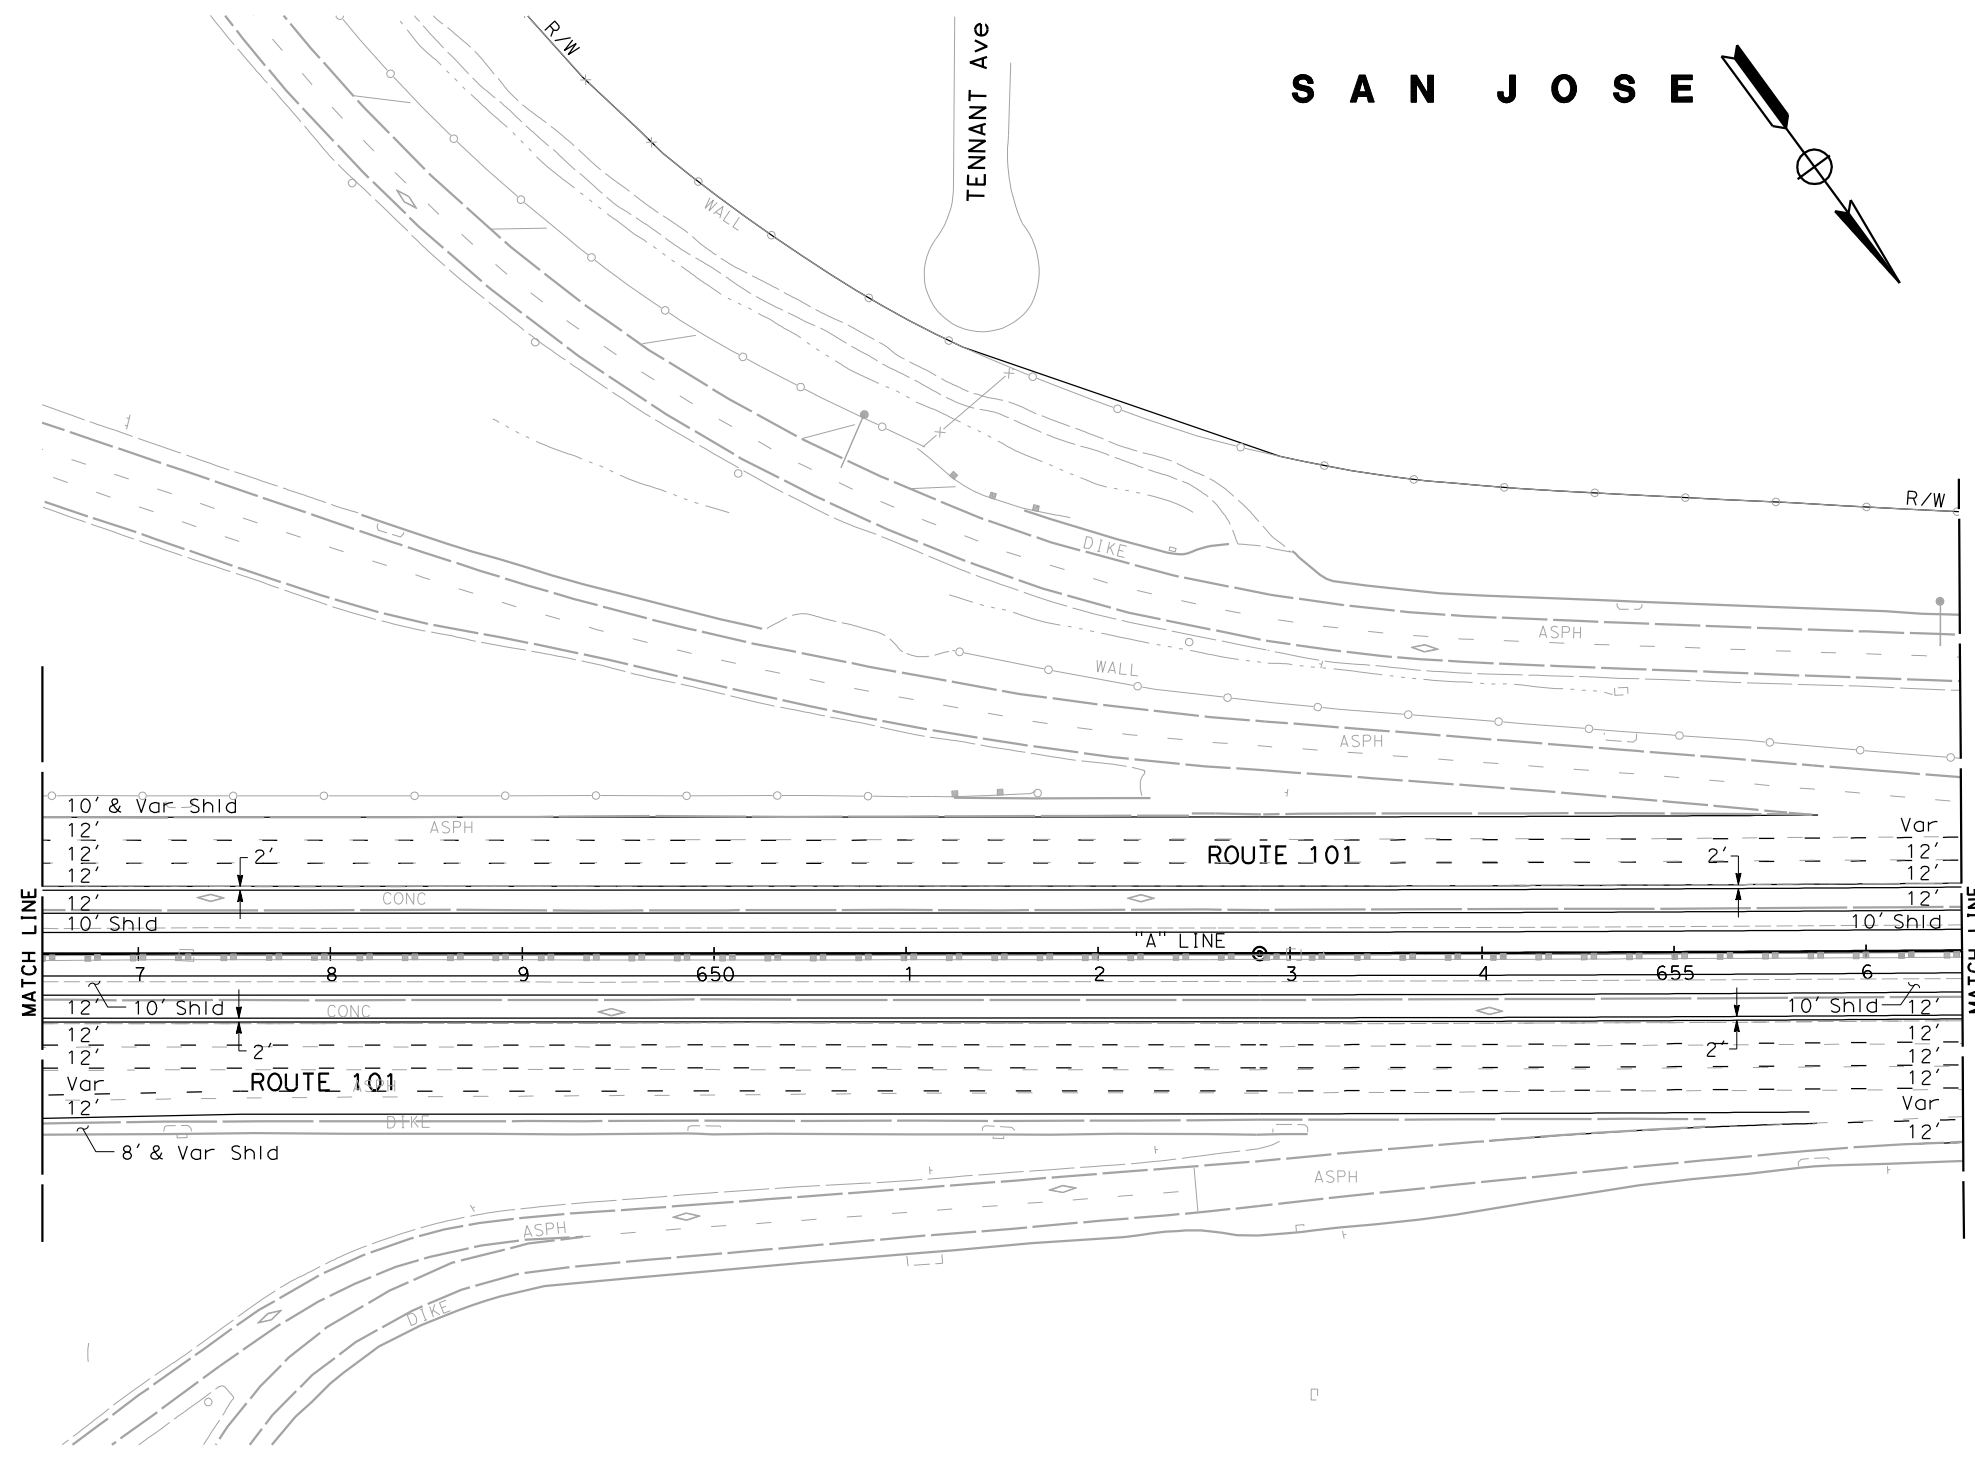 R/W
TENNANT Ave
SAN JOSE
WALL
DIKE
R/W
ASPH
WALL
ASPH
10' & Var Shld
12'
ASPH
Var
12'
ROUTE 101
12'
2'
2'
12'
12'
CONC
12'
12'
10' Shld
10' Shld
"A" LINE
MATCH LINE
MATCH LINE
7 8 9 650 1 2 3 4 655 6
12'
10' Shld
CONC
10' Shld
12'
12'
12'
2'
2'
12'
12'
Var
ROUTE 101
ASPH
12'
12'
Var
DIKE
12'
8' & Var Shld
ASPH
ASPH
DIKE